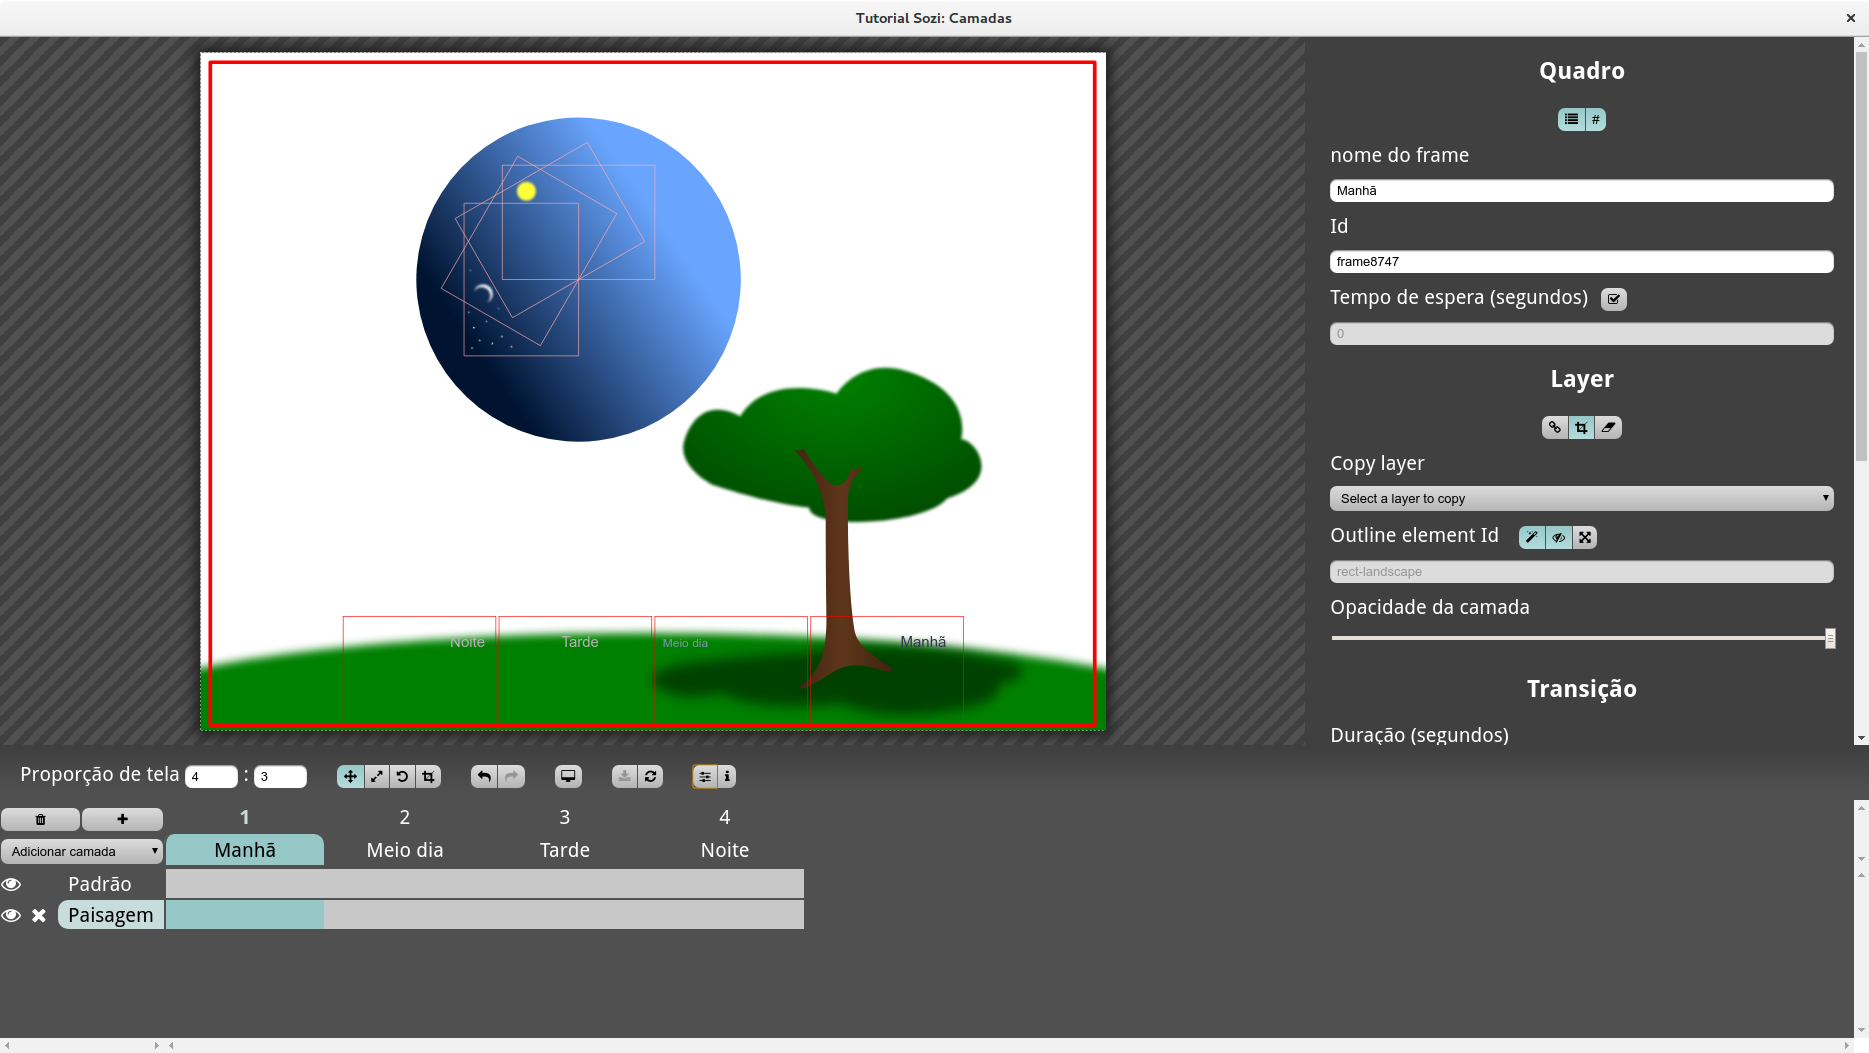 Tutorial Sozi: Camadas
Quadro
#
nome do frame
Manhã
Id
frame8747
Tempo de espera (segundos)
0
Layer
Copy layer
Select a layer to copy
Outline element Id
rect-landscape
Opacidade da camada
Transição
Duração (segundos)
Noite
Tarde
Meio dia
Manhã
Proporção de tela 4 : 3
1 2 3 4
Adicionar camada Manhã Meio dia Tarde Noite
Padrão
Paisagem